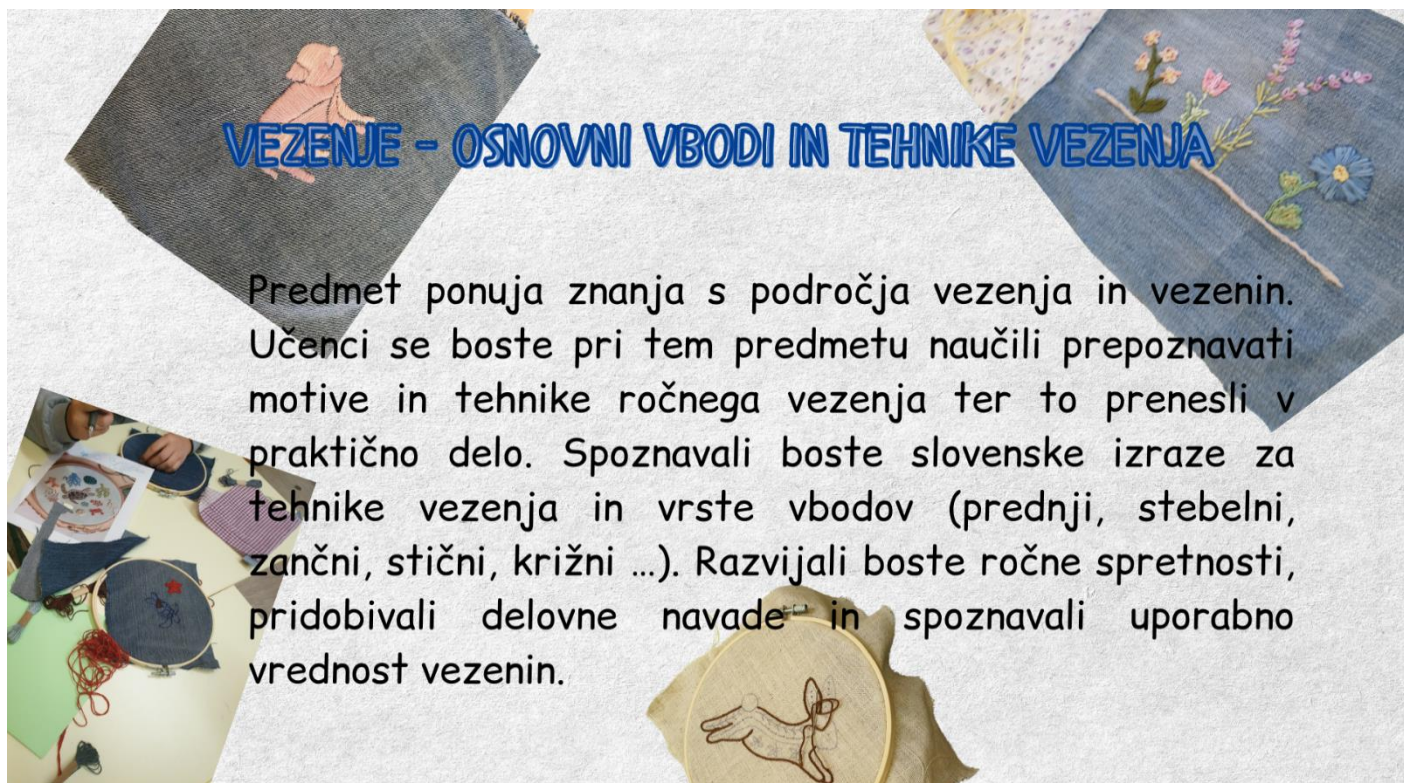 VEZENJE - OSNOVNI VBODI IN TEHNIKE VEZENJA
Predmet ponuja znanja s področja vezenja in vezenin.
Učenci se boste pri tem predmetu naučili prepoznavati
motive in tehnike ročnega vezenja ter to prenesli v
praktično delo. Spoznavali boste slovenske izraze za
tehnike vezenja in vrste vbodov (prednji, stebelni,
zančni, stični, križni ...). Razvijali boste ročne spretnosti,
pridobivali delovne navade in spoznavali uporabno
vrednost vezenin.